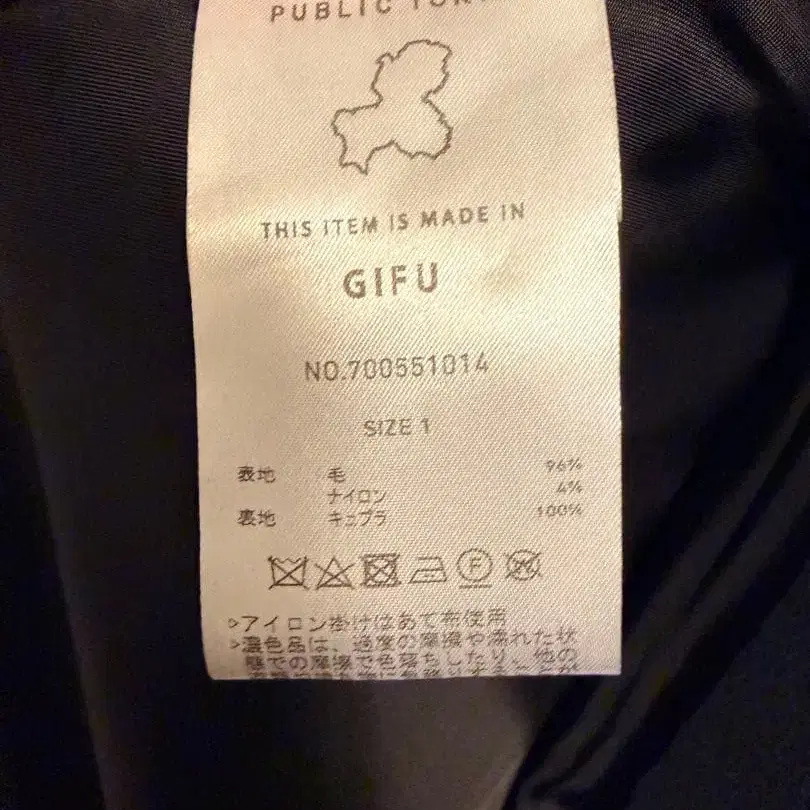 PUBLIC
THIS ITEM IS MADE IN
GIFU
NO.700551014
SIZE 1
表地 毛 96%
ナイロン 4%
裏地 キュプラ 100%
F
W
▷アイロン掛けはあて布使用
▷濃色品は、過度の摩擦や濡れた状
態での摩擦で色落ちしたり、他の